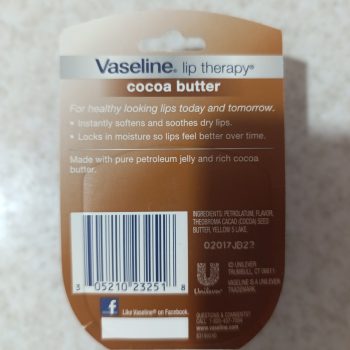 Vaseline® lip therapy®
cocoa butter
For healthy looking lips today and tomorrow.
• Instantly softens and soothes dry lips.
• Locks in moisture so lips feel better over time.
Made with pure petroleum jelly and rich cocoa
butter.
INGREDIENTS: PETROLATUM, FLAVOR,
THEOBROMA CACAO (COCOA) SEED
BUTTER, YELLOW 5 LAKE.
02017JB22
3 05210 23251 8
Unilever
© UNILEVER
TRUMBULL, CT 06611.
VASELINE IS A UNILEVER
TRADEMARK.
f Like Vaseline® on Facebook.
QUESTIONS & COMMENTS?
www.vaseline.com